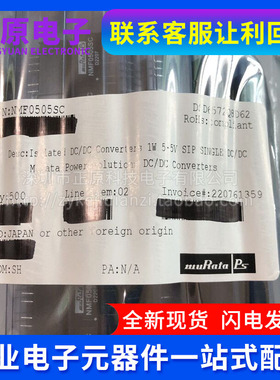 原电子
联系客服让利回
NMF0505SC
N:NMF0505SC
D
RoHS:Compliant
Desc:Isolated DC/DC Converters 1W 5-5V SIP SINGLE DC/DC
Murata Power Solutions DC/DC Converters
y:500
Line Item:02
Invoice#:220761359
O:JAPAN or other foreign origin
OM:SH
PA:N/A
muRata Ps
全新现货
闪电发
业电子元器件一站式配